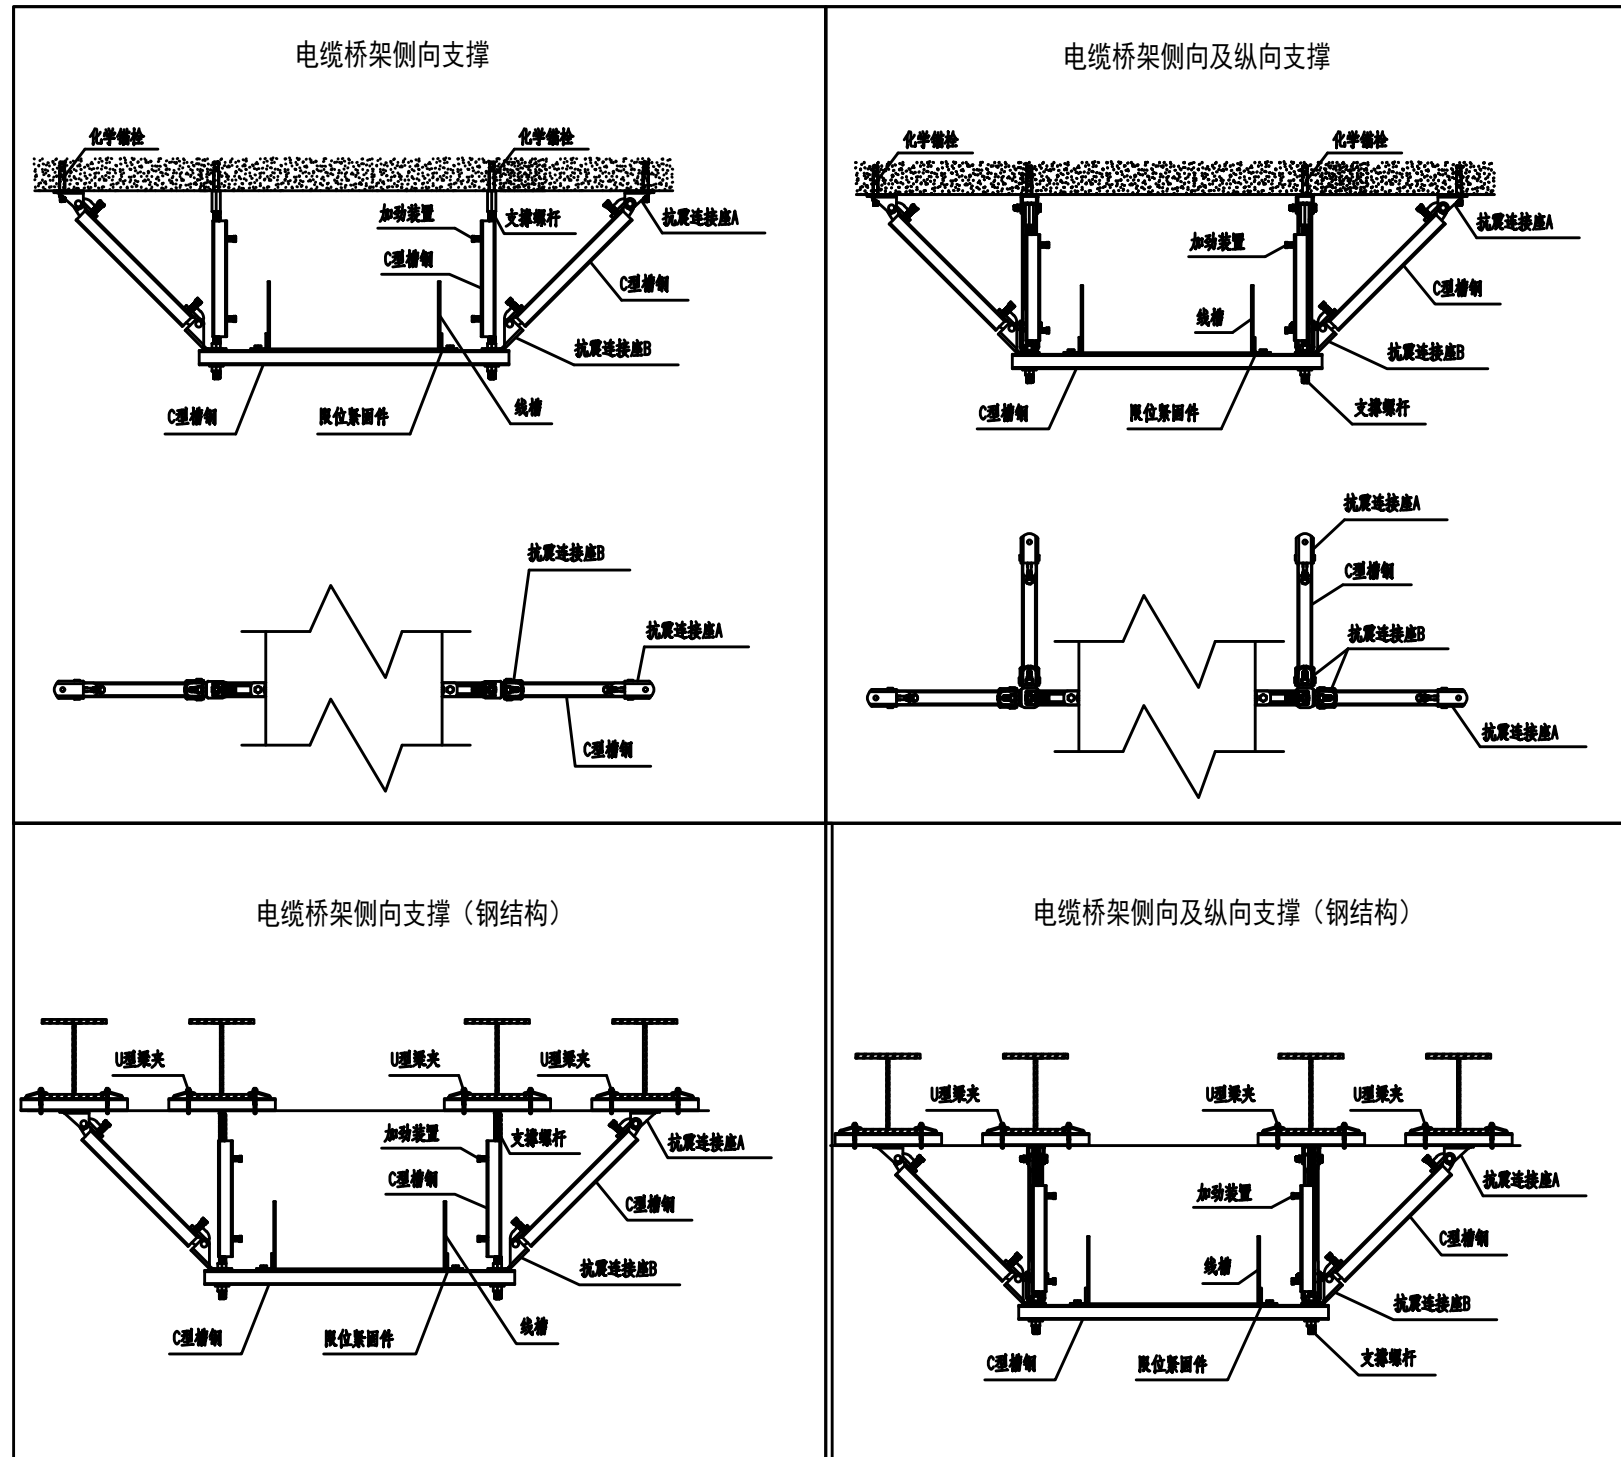 电缆桥架侧向支撑
化学锚栓
化学锚栓
加劲装置
支撑螺杆
抗震连接座A
C型槽钢
C型槽钢
抗震连接座B
C型槽钢
限位紧固件
线槽
抗震连接座B
抗震连接座A
C型槽钢
电缆桥架侧向及纵向支撑
化学锚栓
化学锚栓
抗震连接座A
加劲装置
C型槽钢
线槽
抗震连接座B
C型槽钢
限位紧固件
支撑螺杆
抗震连接座A
C型槽钢
抗震连接座B
抗震连接座A
电缆桥架侧向支撑（钢结构）
U型梁夹
U型梁夹
U型梁夹
加劲装置
支撑螺杆
抗震连接座A
C型槽钢
C型槽钢
抗震连接座B
C型槽钢
限位紧固件
线槽
电缆桥架侧向及纵向支撑（钢结构）
U型梁夹
U型梁夹
U型梁夹
加劲装置
抗震连接座A
C型槽钢
线槽
抗震连接座B
C型槽钢
限位紧固件
支撑螺杆